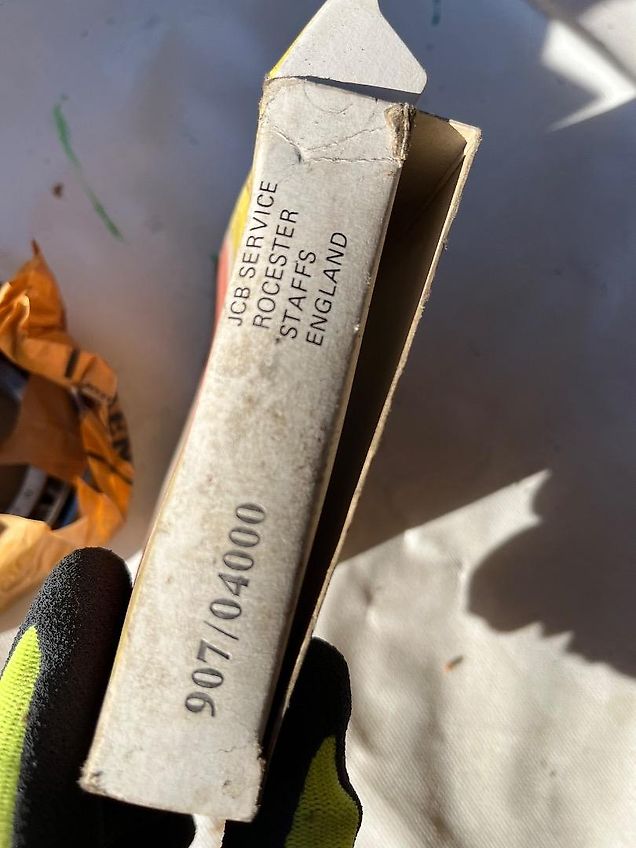 JCB SERVICE
ROCESTER
STAFFS
ENGLAND
907/04000